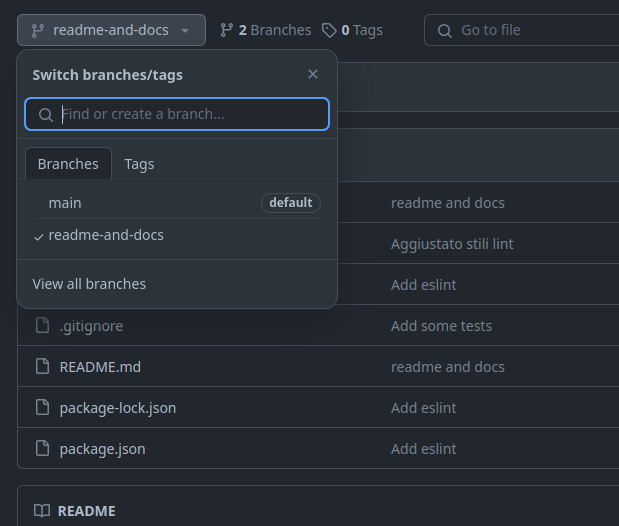 readme-and-docs
2 Branches
0 Tags
Go to file
Switch branches/tags
Find or create a branch...
Branches
Tags
main
default
readme-and-docs
View all branches
readme and docs
Aggiustato stili lint
Add eslint
.gitignore
Add some tests
README.md
readme and docs
package-lock.json
Add eslint
package.json
Add eslint
README